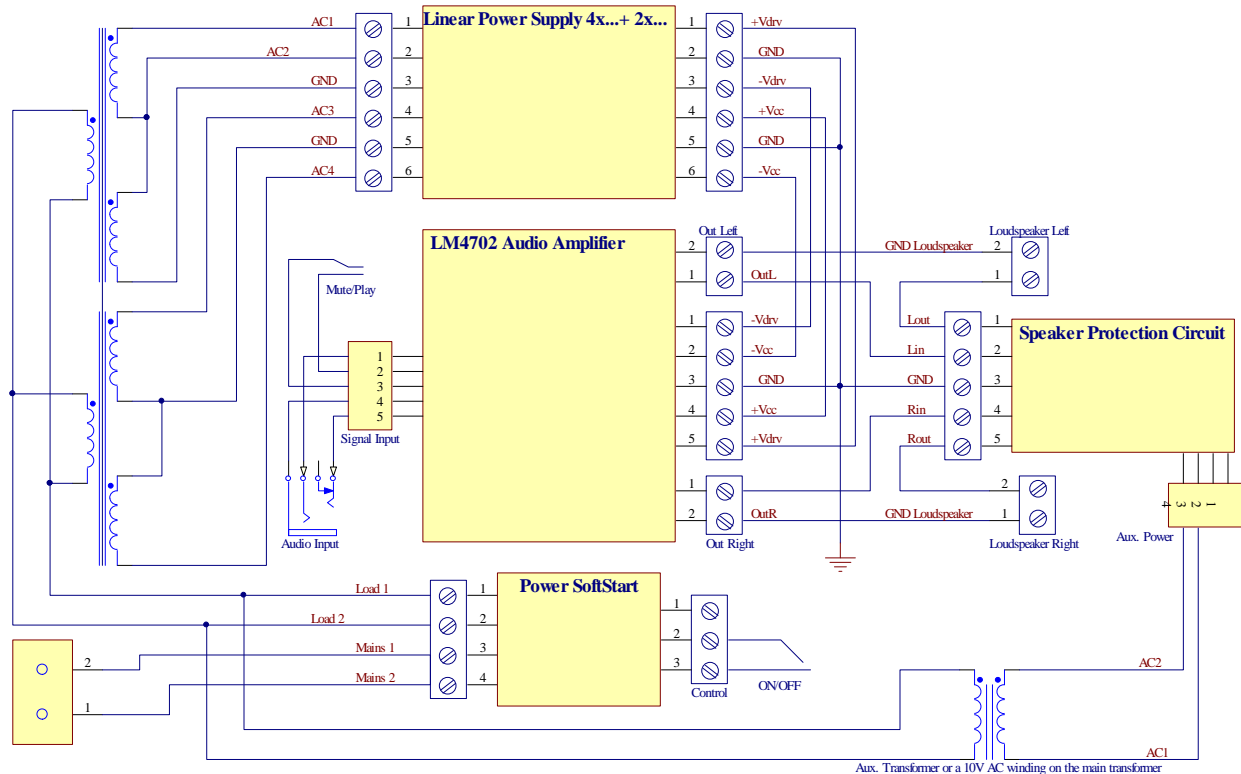 Linear Power Supply 4x...+ 2x...
AC1 1 1 +Vdrv
AC2 2 2 GND
GND 3 3 -Vdrv
AC3 4 4 +Vcc
GND 5 5 GND
AC4 6 6 -Vcc
LM4702 Audio Amplifier
Out Left
Loudspeaker Left
2 GND Loudspeaker 2
1 OutL 1
Mute/Play
Speaker Protection Circuit
1 -Vdrv Lout 1
2 -Vcc Lin 2
3 GND GND 3
4 +Vcc Rin 4
5 +Vdrv Rout 5
1
2
3
4
5
Signal Input
1 2
2 OutR GND Loudspeaker 1
Out Right
Loudspeaker Right
Audio Input
1
2
3
4
Aux. Power
Power SoftStart
Load 1 1 1
Load 2 2 2
Mains 1 3 3
Mains 2 4
Control
ON/OFF
2
1
AC2
AC1
Aux. Transformer or a 10V AC winding on the main transformer